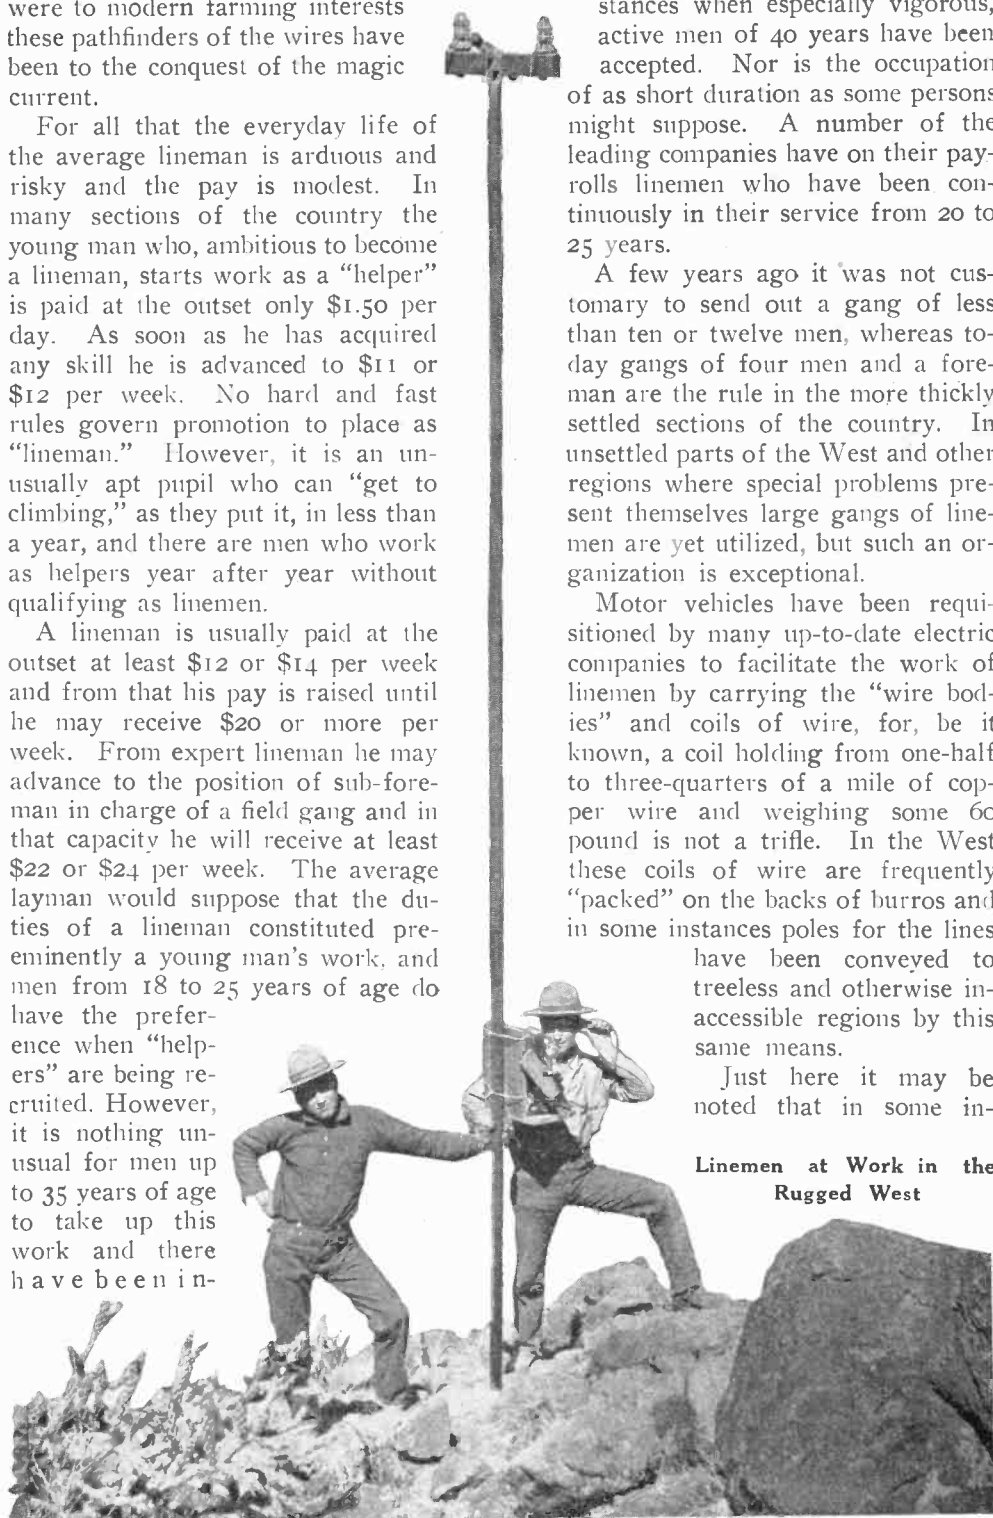 were to modern farming interests
these pathfinders of the wires have
been to the conquest of the magic
current.
For all that the everyday life of
the average lineman is arduous and
risky and the pay is modest. In
many sections of the country the
young man who, ambitious to become
a lineman, starts work as a “helper”
is paid at the outset only $1.50 per
day. As soon as he has acquired
any skill he is advanced to $11 or
$12 per week. No hard and fast
rules govern promotion to place as
“lineman.” However, it is an un-
usually apt pupil who can “get to
climbing,” as they put it, in less than
a year, and there are men who work
as helpers year after year without
qualifying as linemen.
A lineman is usually paid at the
outset at least $12 or $14 per week
and from that his pay is raised until
he may receive $20 or more per
week. From expert lineman he may
advance to the position of sub-fore-
man in charge of a field gang and in
that capacity he will receive at least
$22 or $24 per week. The average
layman would suppose that the du-
ties of a lineman constituted pre-
eminently a young man's work, and
men from 18 to 25 years of age do
have the prefer-
ence when “help-
ers” are being re-
cruited. However,
it is nothing un-
usual for men up
to 35 years of age
to take up this
work and there
have been in-
stances when especially vigorous,
active men of 40 years have been
accepted. Nor is the occupation
of as short duration as some persons
might suppose. A number of the
leading companies have on their pay-
rolls linemen who have been con-
tinuously in their service from 20 to
25 years.
A few years ago it was not cus-
tomary to send out a gang of less
than ten or twelve men, whereas to-
day gangs of four men and a fore-
man are the rule in the more thickly
settled sections of the country. In
unsettled parts of the West and other
regions where special problems pre-
sent themselves large gangs of line-
men are yet utilized, but such an or-
ganization is exceptional.
Motor vehicles have been requi-
sitioned by many up-to-date electric
companies to facilitate the work of
linemen by carrying the “wire bod-
ies” and coils of wire, for, be it
known, a coil holding from one-half
to three-quarters of a mile of cop-
per wire and weighing some 60
pound is not a trifle. In the West
these coils of wire are frequently
“packed” on the backs of burros and
in some instances poles for the lines
have been conveyed to
treeless and otherwise in-
accessible regions by this
same means.
Just here it may be
noted that in some in-
Linemen at Work in the
Rugged West